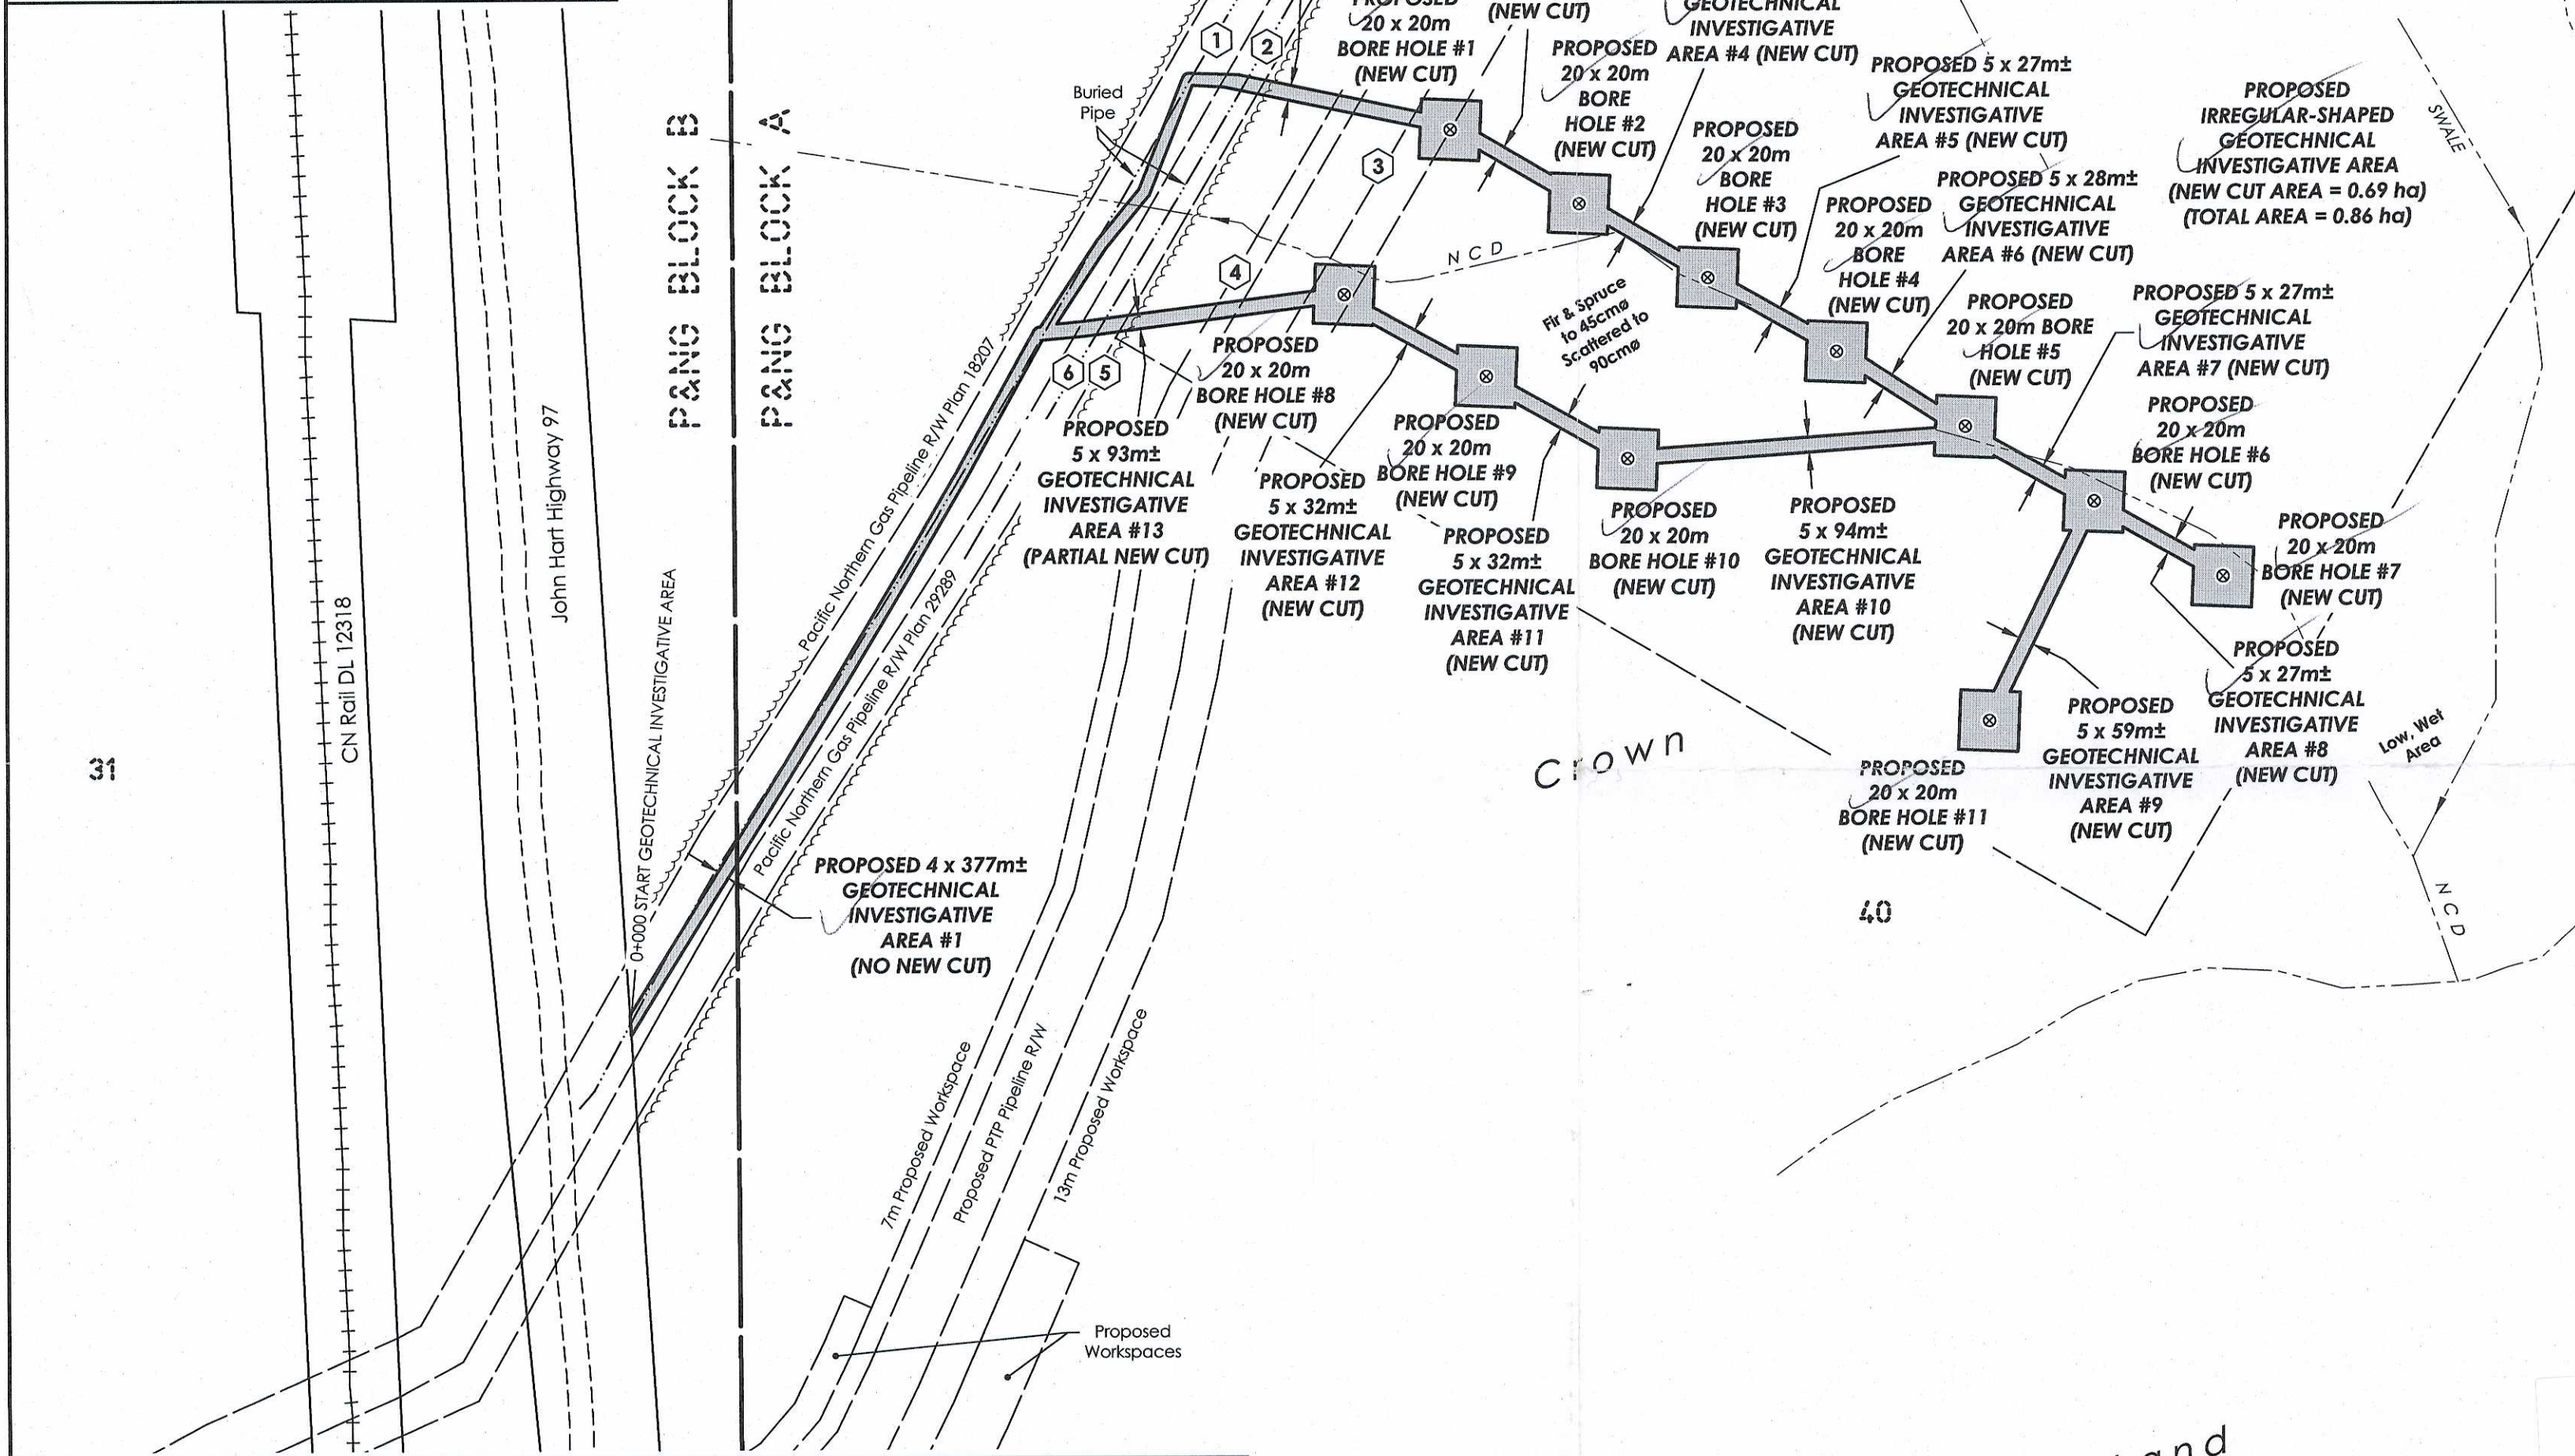 PROPOSED
20 x 20m
BORE HOLE #1
(NEW CUT)
(NEW CUT)
GEOTECHNICAL
INVESTIGATIVE
AREA #4 (NEW CUT)
PROPOSED
20 x 20m
BORE
HOLE #2
(NEW CUT)
PROPOSED 5 x 27m±
GEOTECHNICAL
INVESTIGATIVE
AREA #5 (NEW CUT)
PROPOSED
IRREGULAR-SHAPED
GEOTECHNICAL
INVESTIGATIVE AREA
(NEW CUT AREA = 0.69 ha)
(TOTAL AREA = 0.86 ha)
SWALE
1
2
Buried
Pipe
3
PROPOSED
20 x 20m
BORE
HOLE #3
(NEW CUT)
PROPOSED
20 x 20m
BORE
HOLE #4
(NEW CUT)
PROPOSED 5 x 28m±
GEOTECHNICAL
INVESTIGATIVE
AREA #6 (NEW CUT)
P&NG BLOCK B
P&NG BLOCK A
NCD
4
Fir & Spruce
to 45cmø
Scattered to
90cmø
PROPOSED
20 x 20m BORE
HOLE #5
(NEW CUT)
PROPOSED 5 x 27m±
GEOTECHNICAL
INVESTIGATIVE
AREA #7 (NEW CUT)
6
5
PROPOSED
20 x 20m
BORE HOLE #8
(NEW CUT)
PROPOSED
20 x 20m
BORE HOLE #6
(NEW CUT)
PROPOSED
5 x 93m±
GEOTECHNICAL
INVESTIGATIVE
AREA #13
(PARTIAL NEW CUT)
PROPOSED
5 x 32m±
GEOTECHNICAL
INVESTIGATIVE
AREA #12
(NEW CUT)
PROPOSED
20 x 20m
BORE HOLE #9
(NEW CUT)
PROPOSED
5 x 32m±
GEOTECHNICAL
INVESTIGATIVE
AREA #11
(NEW CUT)
PROPOSED
20 x 20m
BORE HOLE #10
(NEW CUT)
PROPOSED
5 x 94m±
GEOTECHNICAL
INVESTIGATIVE
AREA #10
(NEW CUT)
PROPOSED
20 x 20m
BORE HOLE #7
(NEW CUT)
PROPOSED
5 x 27m±
GEOTECHNICAL
INVESTIGATIVE
AREA #8
(NEW CUT)
PROPOSED
5 x 59m±
GEOTECHNICAL
INVESTIGATIVE
AREA #9
(NEW CUT)
PROPOSED
20 x 20m
BORE HOLE #11
(NEW CUT)
Low, Wet
Area
Crown
31
CN Rail DL 12318
John Hart Highway 97
0+000 START GEOTECHNICAL INVESTIGATIVE AREA
Pacific Northern Gas Pipeline R/W Plan 18207
Pacific Northern Gas Pipeline R/W Plan 29289
PROPOSED 4 x 377m±
GEOTECHNICAL
INVESTIGATIVE
AREA #1
(NO NEW CUT)
40
NCD
7m Proposed Workspace
Proposed PTP Pipeline R/W
13m Proposed Workspace
Proposed
Workspaces